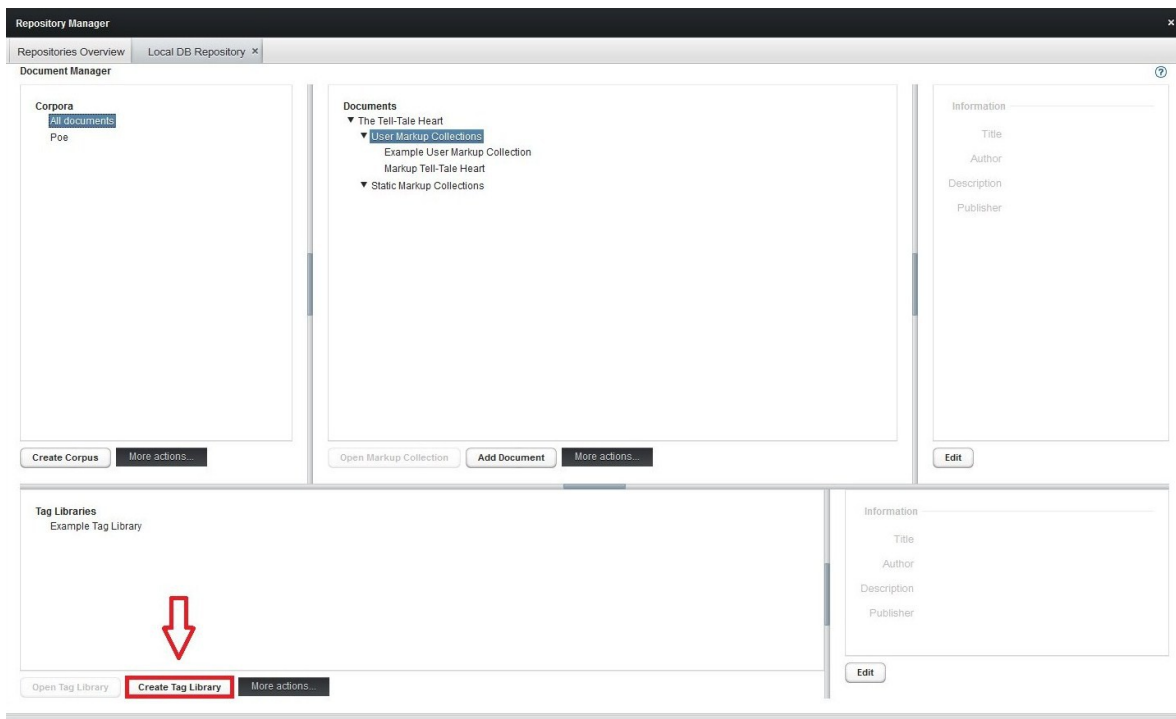 Repository Manager ×
Repositories Overview Local DB Repository ×
Document Manager ?
Corpora
All documents
Poe
Create Corpus More actions...
Documents
▼ The Tell-Tale Heart
▼ User Markup Collections
Example User Markup Collection
Markup Tell-Tale Heart
▼ Static Markup Collections
Open Markup Collection Add Document More actions...
Information
Title
Author
Description
Publisher
Edit
Tag Libraries
Example Tag Library
Open Tag Library Create Tag Library More actions...
Information
Title
Author
Description
Publisher
Edit